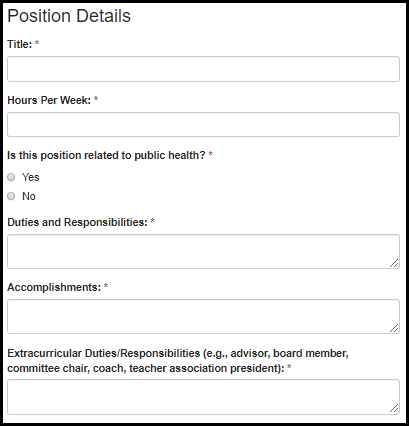 Position Details
Title: *
Hours Per Week: *
Is this position related to public health? *
Yes
No
Duties and Responsibilities: *
Accomplishments: *
Extracurricular Duties/Responsibilities (e.g., advisor, board member,
committee chair, coach, teacher association president): *